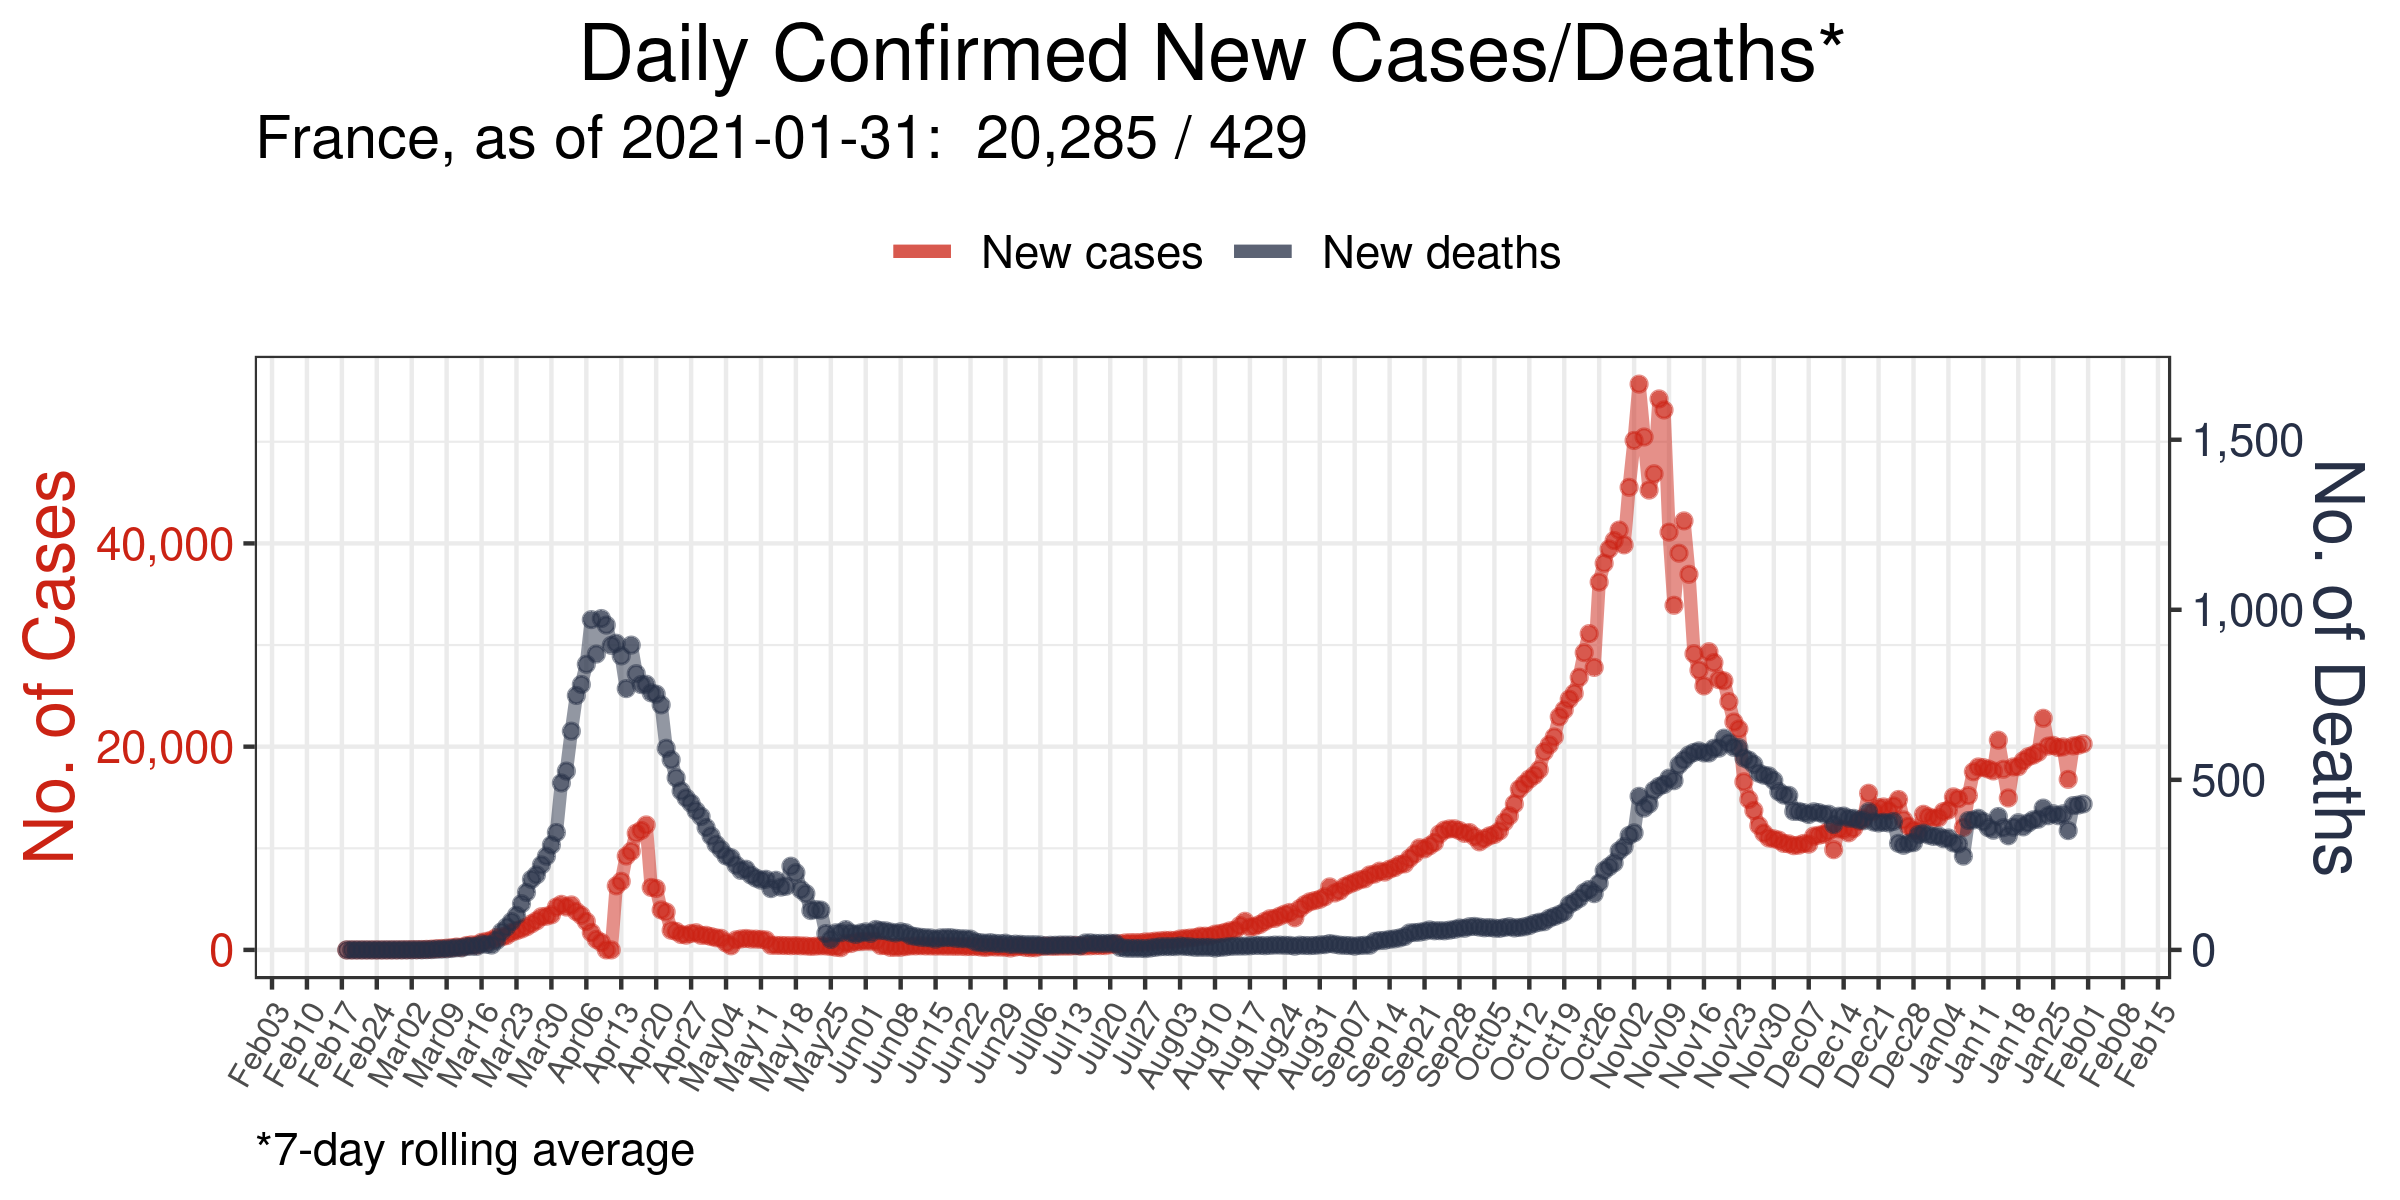 Daily Confirmed New Cases/Deaths*
France, as of 2021-01-31: 20,285 / 429
New cases
New deaths
No. of Cases
40,000
20,000
0
1,500
1,000
500
0
No. of Deaths
Feb03
Feb10
Feb17
Feb24
Mar02
Mar09
Mar16
Mar23
Mar30
Apr06
Apr13
Apr20
Apr27
May04
May11
May18
May25
Jun01
Jun08
Jun15
Jun22
Jun29
Jul06
Jul13
Jul20
Jul27
Aug03
Aug10
Aug17
Aug24
Aug31
Sep07
Sep14
Sep21
Sep28
Oct05
Oct12
Oct19
Oct26
Nov02
Nov09
Nov16
Nov23
Nov30
Dec07
Dec14
Dec21
Dec28
Jan04
Jan11
Jan18
Jan25
Feb01
Feb08
Feb15
*7-day rolling average